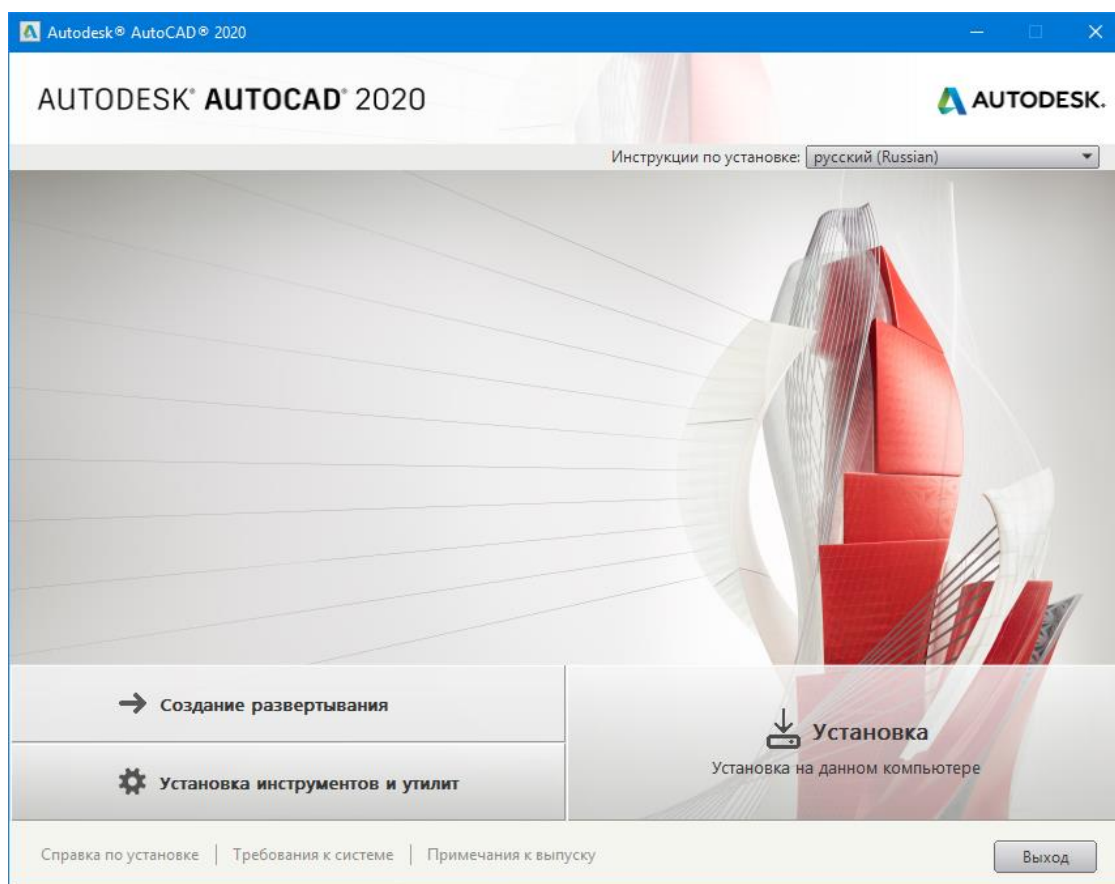 Autodesk® AutoCAD® 2020
AUTODESK® AUTOCAD® 2020
AUTODESK.
Инструкции по установке: русский (Russian)
Создание развертывания
Установка инструментов и утилит
Установка
Установка на данном компьютере
Справка по установке | Требования к системе | Примечания к выпуску
Выход